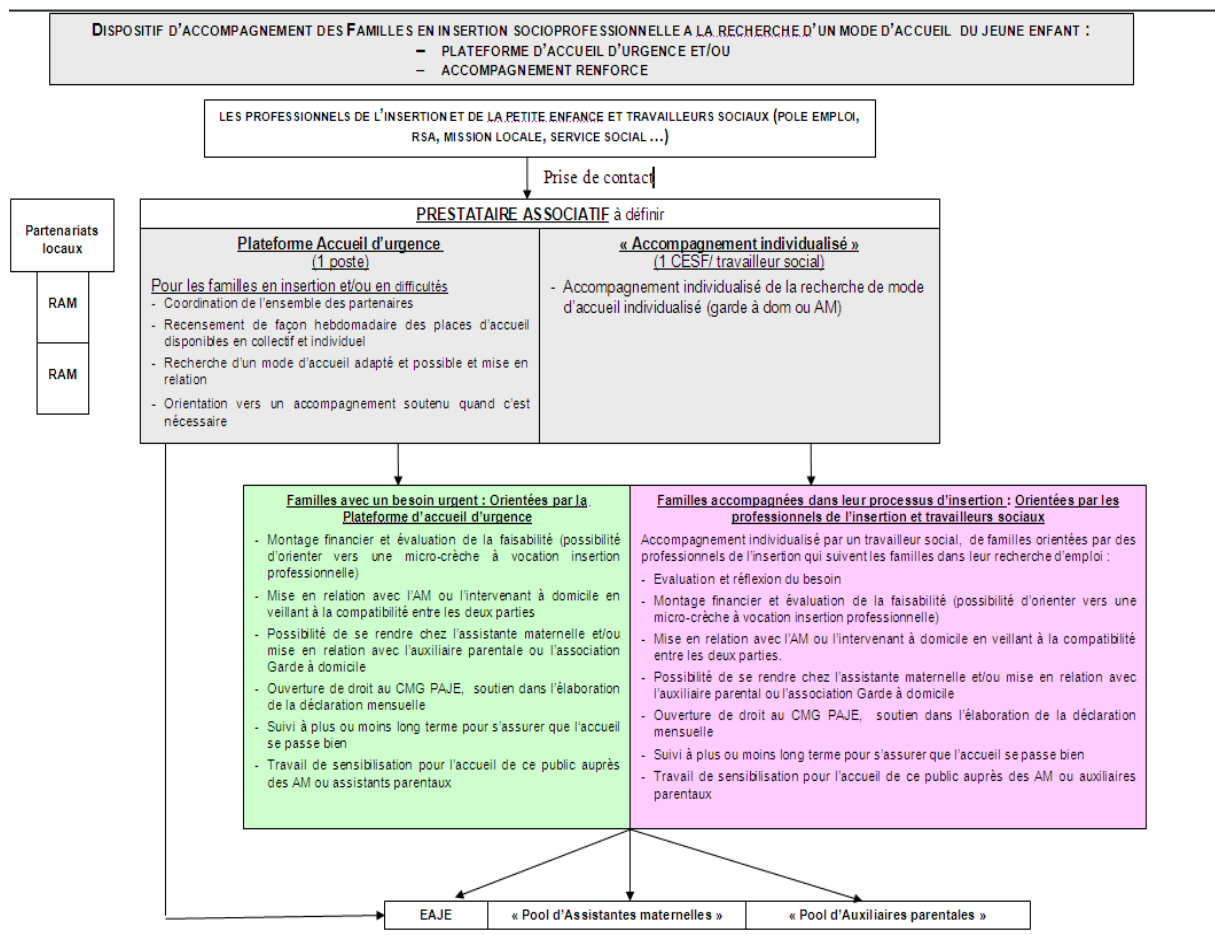 DISPOSITIF D'ACCOMPAGNEMENT DES FAMILLES EN INSERTION SOCIOPROFESSIONNELLE A LA RECHERCHE D'UN MODE D'ACCUEIL DU JEUNE ENFANT :
– PLATEFORME D'ACCUEIL D'URGENCE ET/OU
– ACCOMPAGNEMENT RENFORCE
LES PROFESSIONNELS DE L'INSERTION ET DE LA PETITE ENFANCE ET TRAVAILLEURS SOCIAUX (POLE EMPLOI,
RSA, MISSION LOCALE, SERVICE SOCIAL …)
Prise de contact
Partenariats
locaux
RAM
RAM
PRESTATAIRE ASSOCIATIF à définir
Plateforme Accueil d'urgence
(1 poste)
Pour les familles en insertion et/ou en difficultés
- Coordination de l'ensemble des partenaires
- Recensement de façon hebdomadaire des places d'accueil
disponibles en collectif et individuel
- Recherche d'un mode d'accueil adapté et possible et mise en
relation
- Orientation vers un accompagnement soutenu quand c'est
nécessaire
« Accompagnement individualisé »
(1 CESF/ travailleur social)
- Accompagnement individualisé de la recherche de mode
d'accueil individualisé (garde à dom ou AM)
Familles avec un besoin urgent : Orientées par la
Plateforme d'accueil d'urgence
- Montage financier et évaluation de la faisabilité (possibilité
d'orienter vers une micro-crèche à vocation insertion
professionnelle)
- Mise en relation avec l'AM ou l'intervenant à domicile en
veillant à la compatibilité entre les deux parties
- Possibilité de se rendre chez l'assistante maternelle et/ou
mise en relation avec l'auxiliaire parentale ou l'association
Garde à domicile
- Ouverture de droit au CMG PAJE, soutien dans l'élaboration
de la déclaration mensuelle
- Suivi à plus ou moins long terme pour s'assurer que l'accueil
se passe bien
- Travail de sensibilisation pour l'accueil de ce public auprès
des AM ou assistants parentaux
Familles accompagnées dans leur processus d'insertion : Orientées par les
professionnels de l'insertion et travailleurs sociaux
Accompagnement individualisé par un travailleur social, de familles orientées par des
professionnels de l'insertion qui suivent les familles dans leur recherche d'emploi :
- Evaluation et réflexion du besoin
- Montage financier et évaluation de la faisabilité (possibilité d'orienter vers une
micro-crèche à vocation insertion professionnelle)
- Mise en relation avec l'AM ou l'intervenant à domicile en veillant à la compatibilité
entre les deux parties.
- Possibilité de se rendre chez l'assistante maternelle et/ou mise en relation avec
l'auxiliaire parental ou l'association Garde à domicile
- Ouverture de droit au CMG PAJE, soutien dans l'élaboration de la déclaration
mensuelle
- Suivi à plus ou moins long terme pour s'assurer que l'accueil se passe bien
- Travail de sensibilisation pour l'accueil de ce public auprès des AM ou auxiliaires
parentaux
EAJE
« Pool d'Assistantes maternelles »
« Pool d'Auxiliaires parentales »